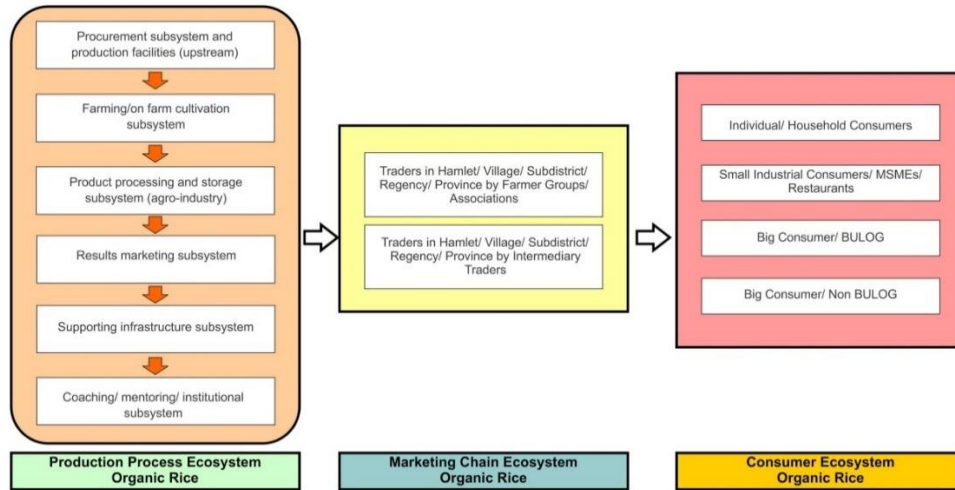 Procurement subsystem and
production facilities (upstream)
Farming/on farm cultivation
subsystem
Product processing and storage
subsystem (agro-industry)
Results marketing subsystem
Supporting infrastructure subsystem
Coaching/ mentoring/ institutional
subsystem
Production Process Ecosystem
Organic Rice
Traders in Hamlet/ Village/ Subdistrict/
Regency/ Province by Farmer Groups/
Associations
Traders in Hamlet/ Village/ Subdistrict/
Regency/ Province by Intermediary
Traders
Marketing Chain Ecosystem
Organic Rice
Individual/ Household Consumers
Small Industrial Consumers/ MSMEs/
Restaurants
Big Consumer/ BULOG
Big Consumer/ Non BULOG
Consumer Ecosystem
Organic Rice